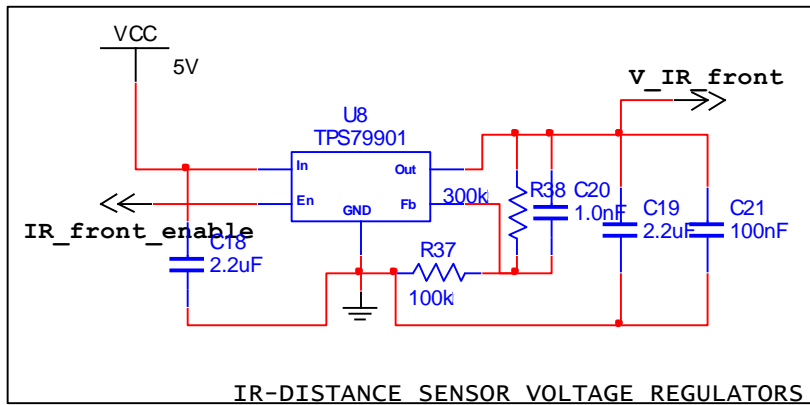 VCC
5V
V_IR_front
U8
TPS79901
In
Out
En
Fb
GND
300k
R38
C20
1.0nF
C19
2.2uF
C21
100nF
IR_front_enable
C18
2.2uF
R37
100k
IR-DISTANCE SENSOR VOLTAGE REGULATORS